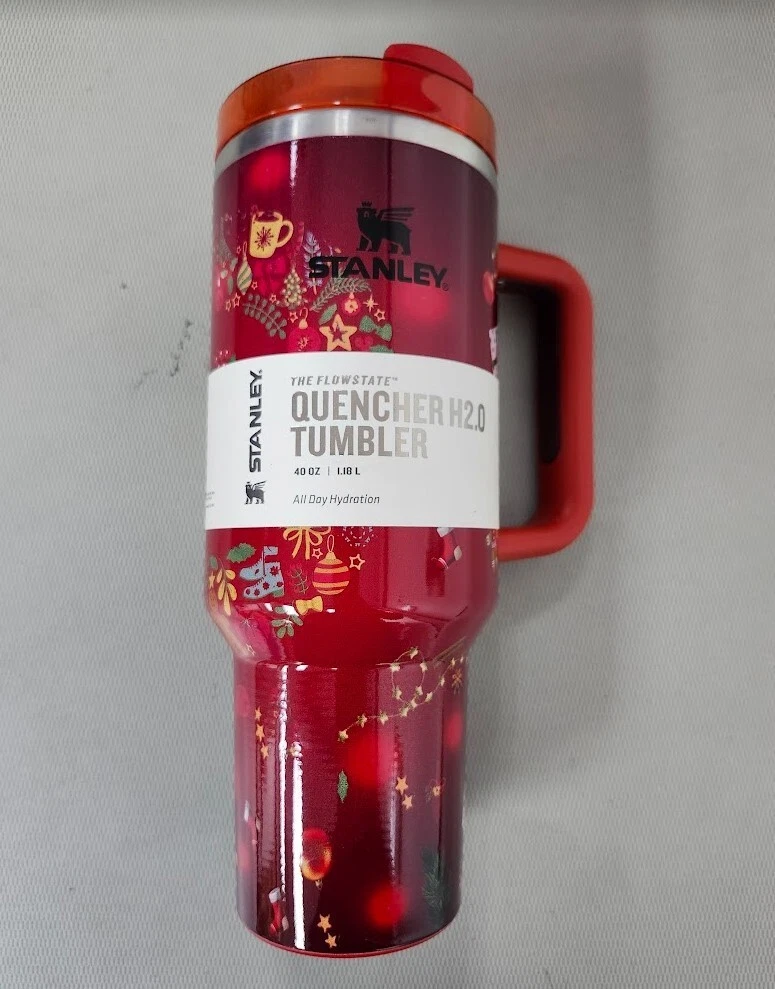 STANLEY®
STANLEY.
THE FLOWSTATE™
QUENCHER H2.0
TUMBLER
40 OZ | 1.18 L
All Day Hydration